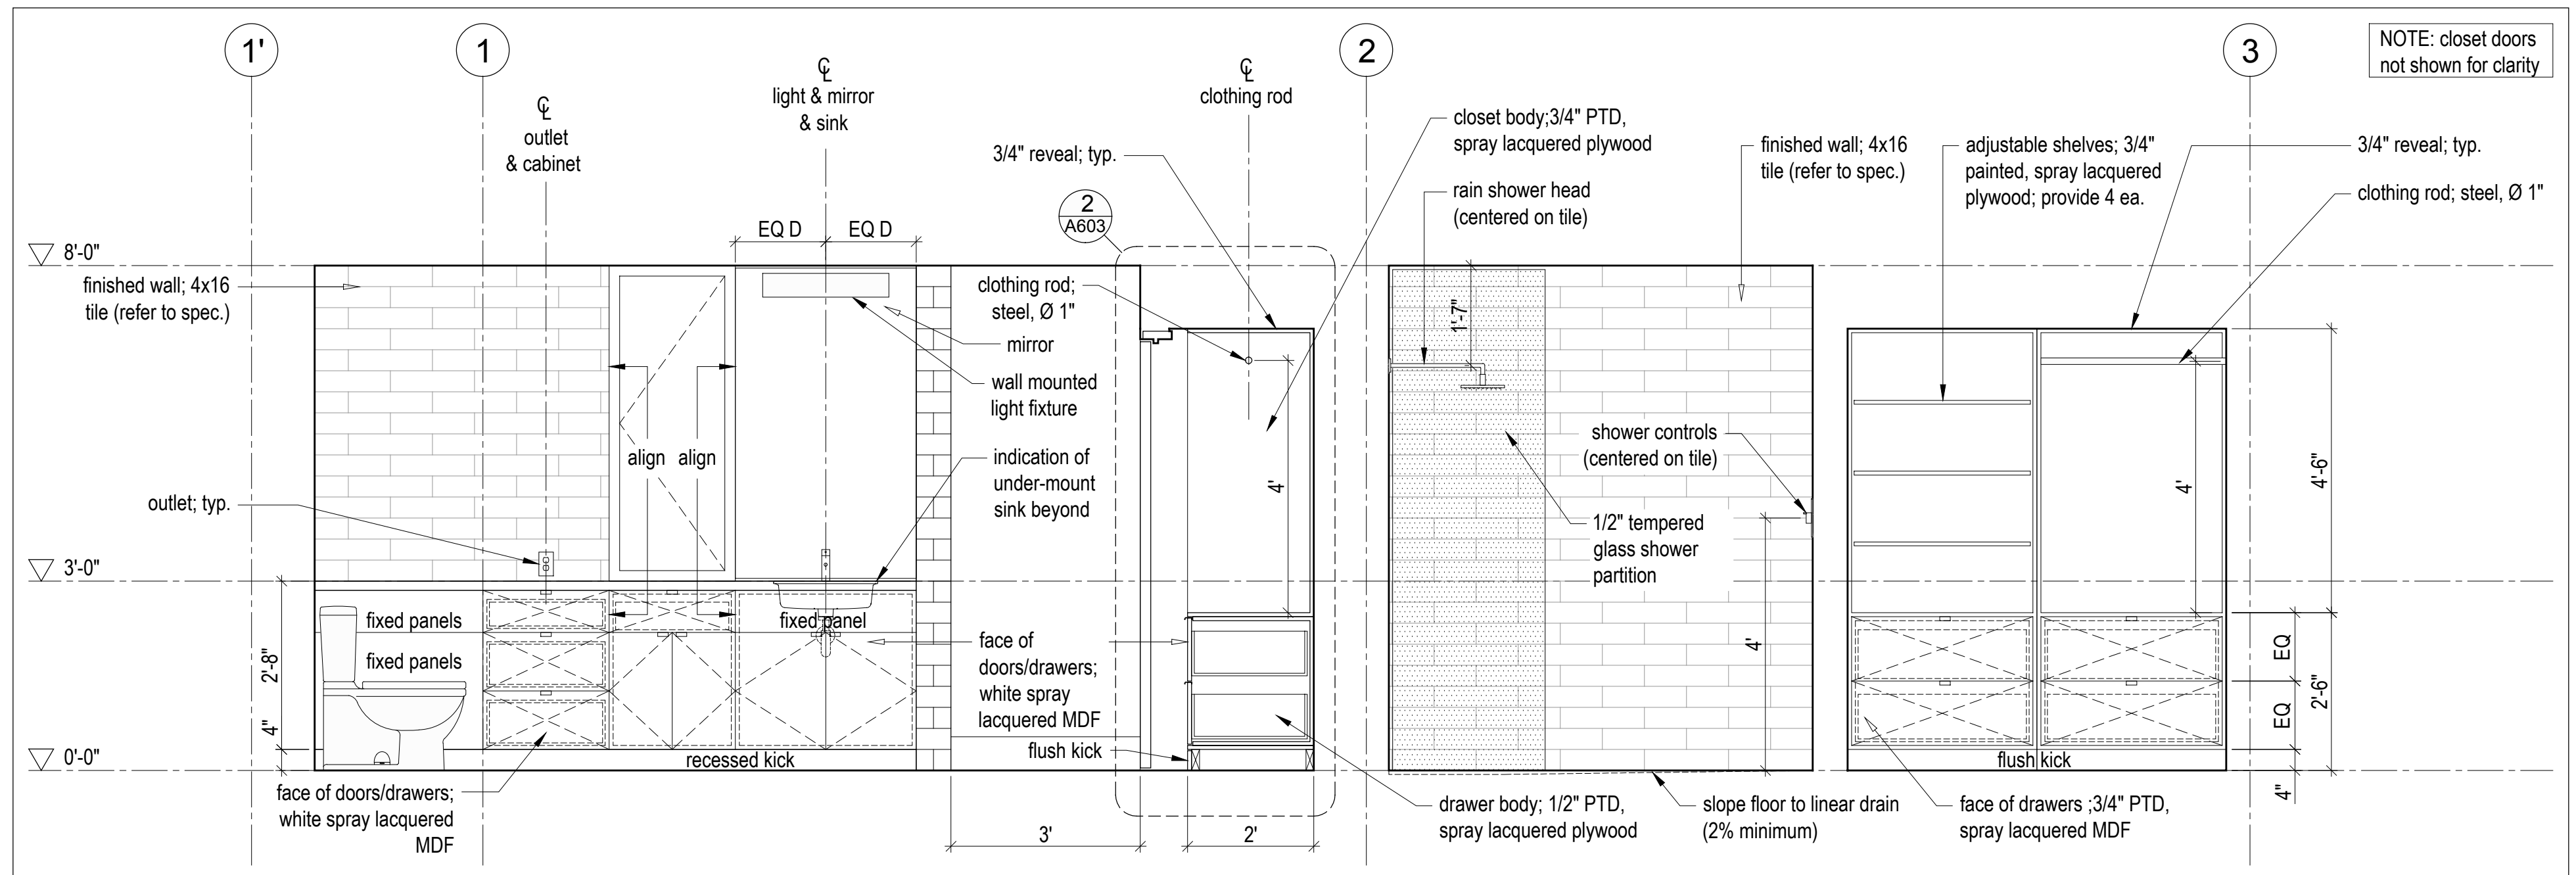 1'
1
2
3
NOTE: closet doors
not shown for clarity
℄
outlet
& cabinet
℄
light & mirror
& sink
℄
clothing rod
3/4" reveal; typ.
2
A603
closet body;3/4" PTD,
spray lacquered plywood
rain shower head
(centered on tile)
finished wall; 4x16
tile (refer to spec.)
adjustable shelves; 3/4"
painted, spray lacquered
plywood; provide 4 ea.
3/4" reveal; typ.
clothing rod; steel, Ø 1"
EQ D
EQ D
8'-0"
finished wall; 4x16
tile (refer to spec.)
clothing rod;
steel, Ø 1"
mirror
wall mounted
light fixture
1'-7"
align
align
indication of
under-mount
sink beyond
4'
shower controls
(centered on tile)
4'
4'-6"
outlet; typ.
1/2" tempered
glass shower
partition
3'-0"
fixed panels
fixed panel
fixed panels
2'-8"
4"
face of
doors/drawers;
white spray
lacquered MDF
4'
EQ
EQ
2'-6"
0'-0"
recessed kick
flush kick
flush kick
4"
face of doors/drawers;
white spray lacquered
MDF
3'
2'
drawer body; 1/2" PTD,
spray lacquered plywood
slope floor to linear drain
(2% minimum)
face of drawers ;3/4" PTD,
spray lacquered MDF